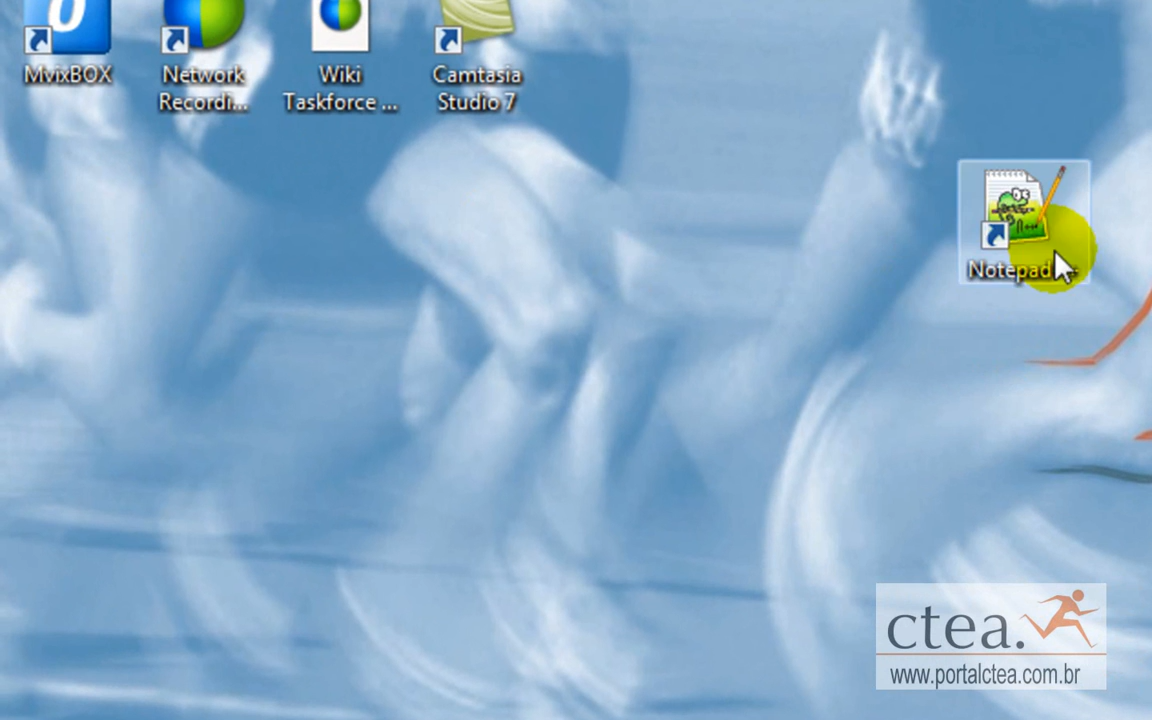 MvixBOX
Network
Recordi...
Wiki
Taskforce ...
Camtasia
Studio 7
Notepad
ctea.
www.portalctea.com.br